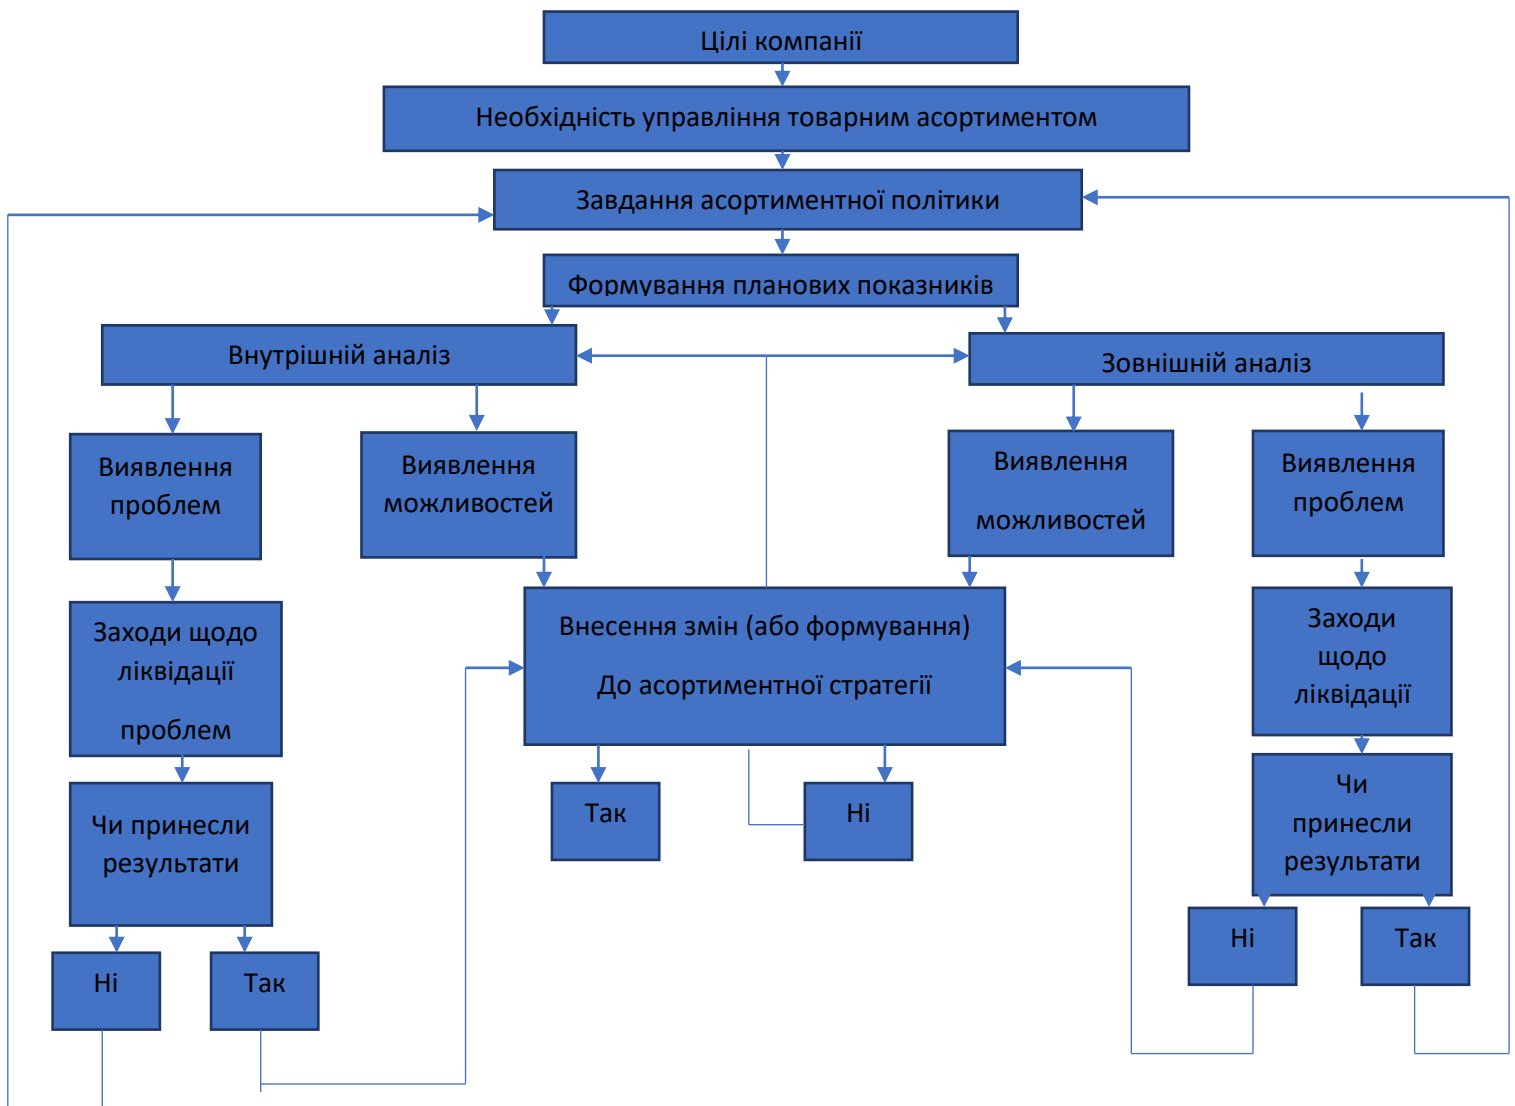 Цілі компанії
Необхідність управління товарним асортиментом
Завдання асортиментної політики
Формування планових показників
Внутрішній аналіз
Зовнішній аналіз
Виявлення
проблем
Виявлення
можливостей
Виявлення
можливостей
Виявлення
проблем
Заходи щодо
ліквідації
проблем
Внесення змін (або формування)
До асортиментної стратегії
Заходи
щодо
ліквідації
Чи принесли
результати
Так
Ні
Чи
принесли
результати
Ні
Так
Ні
Так